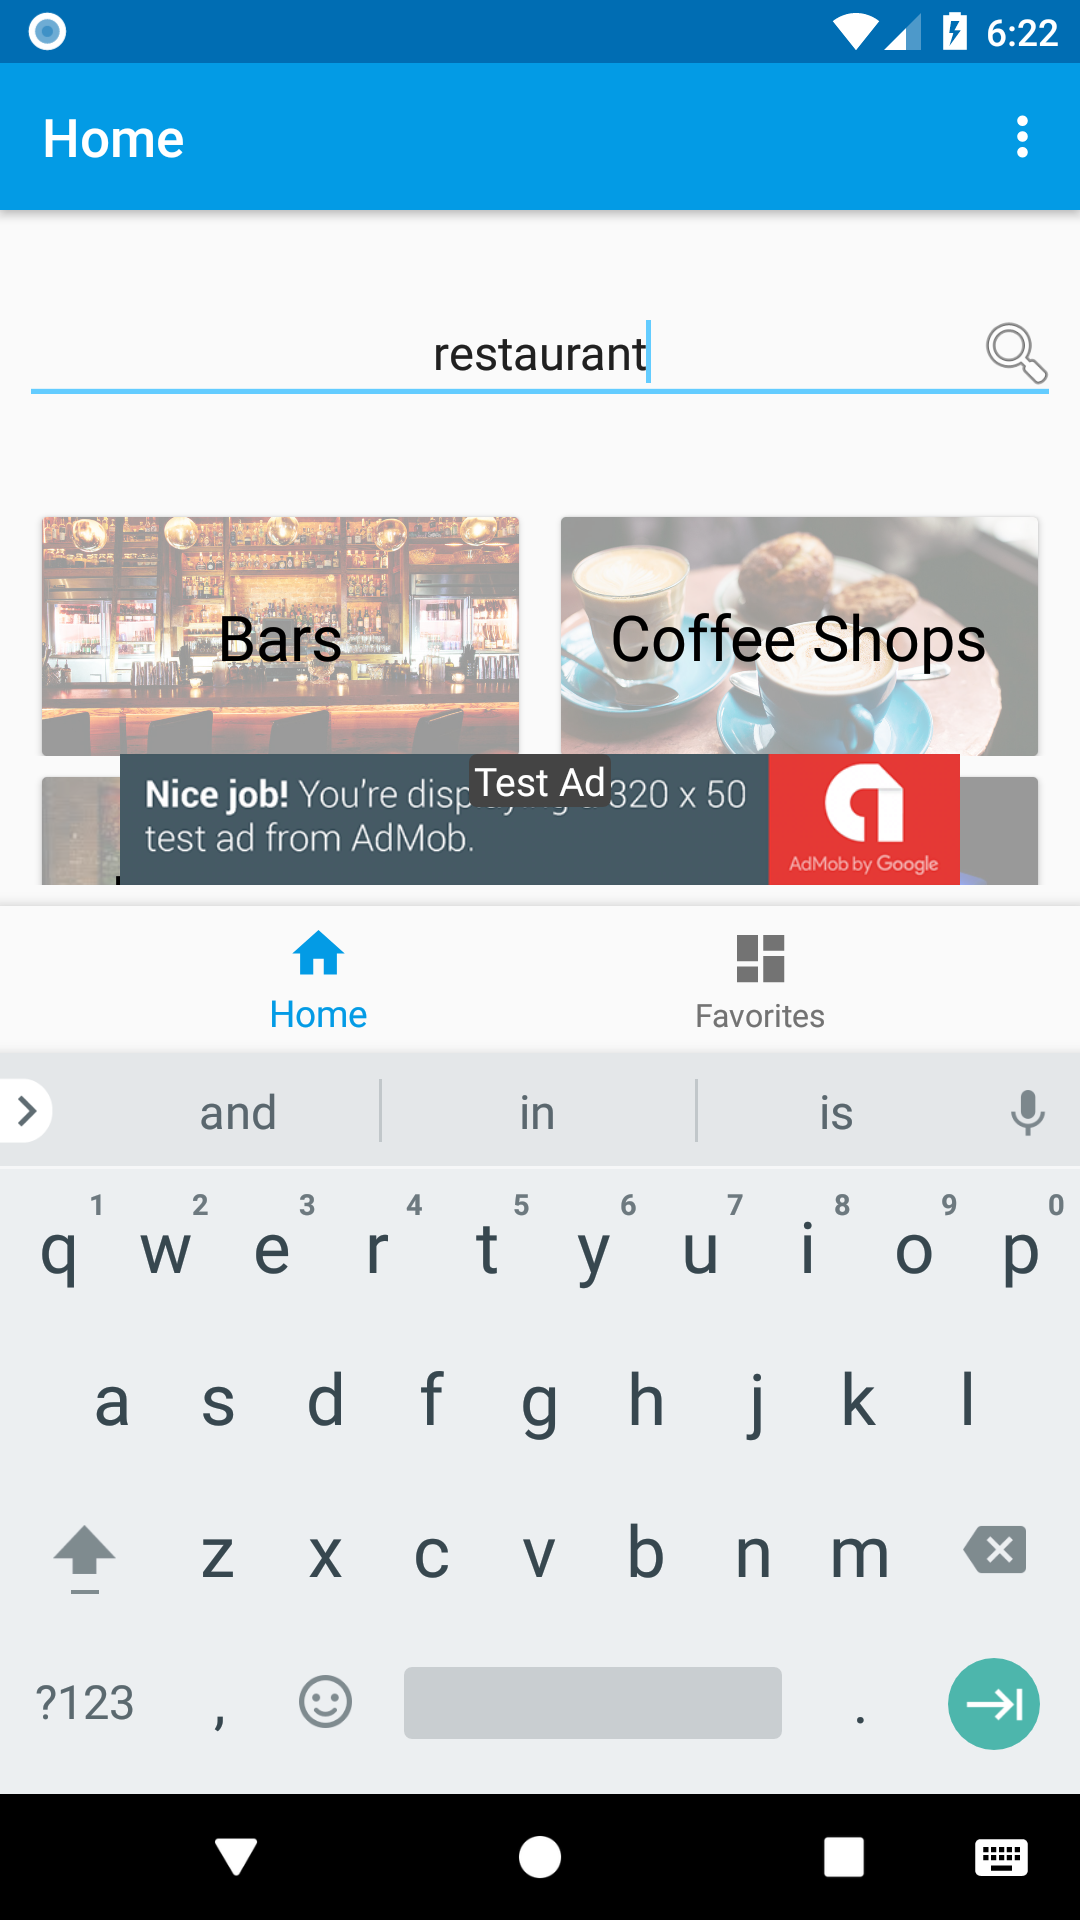 6:22
Home
restaurant
Bars
Coffee Shops
Nice job! You're disp 320 x 50
Test Ad
test ad from AdMob.
AdMob by Google
Home
Favorites
and in is
1 2 3 4 5 6 7 8 9 0
q w e r t y u i o p
a s d f g h j k l
z x c v b n m
?123 , .